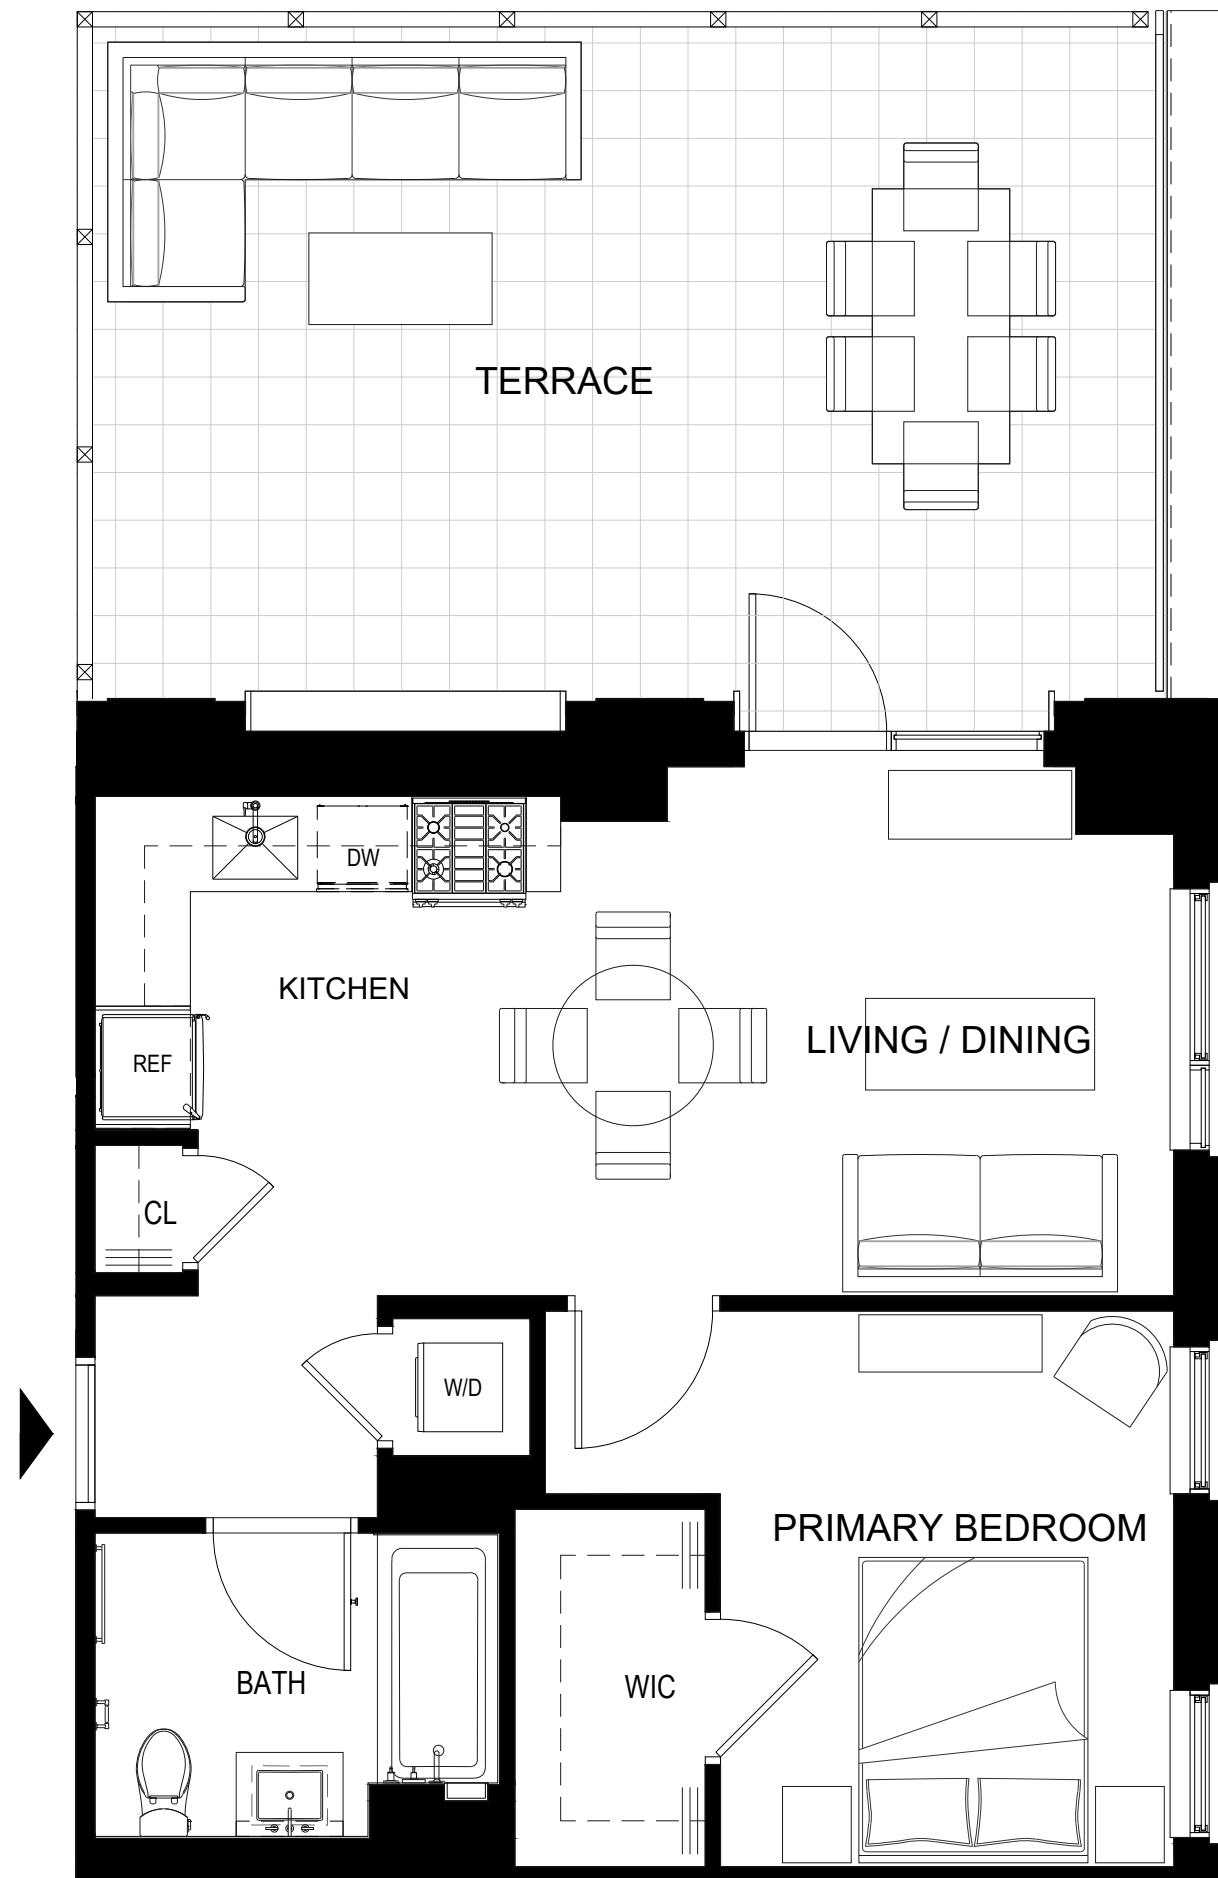 TERRACE
DW
KITCHEN
LIVING / DINING
REF
CL
W/D
PRIMARY BEDROOM
BATH
WIC